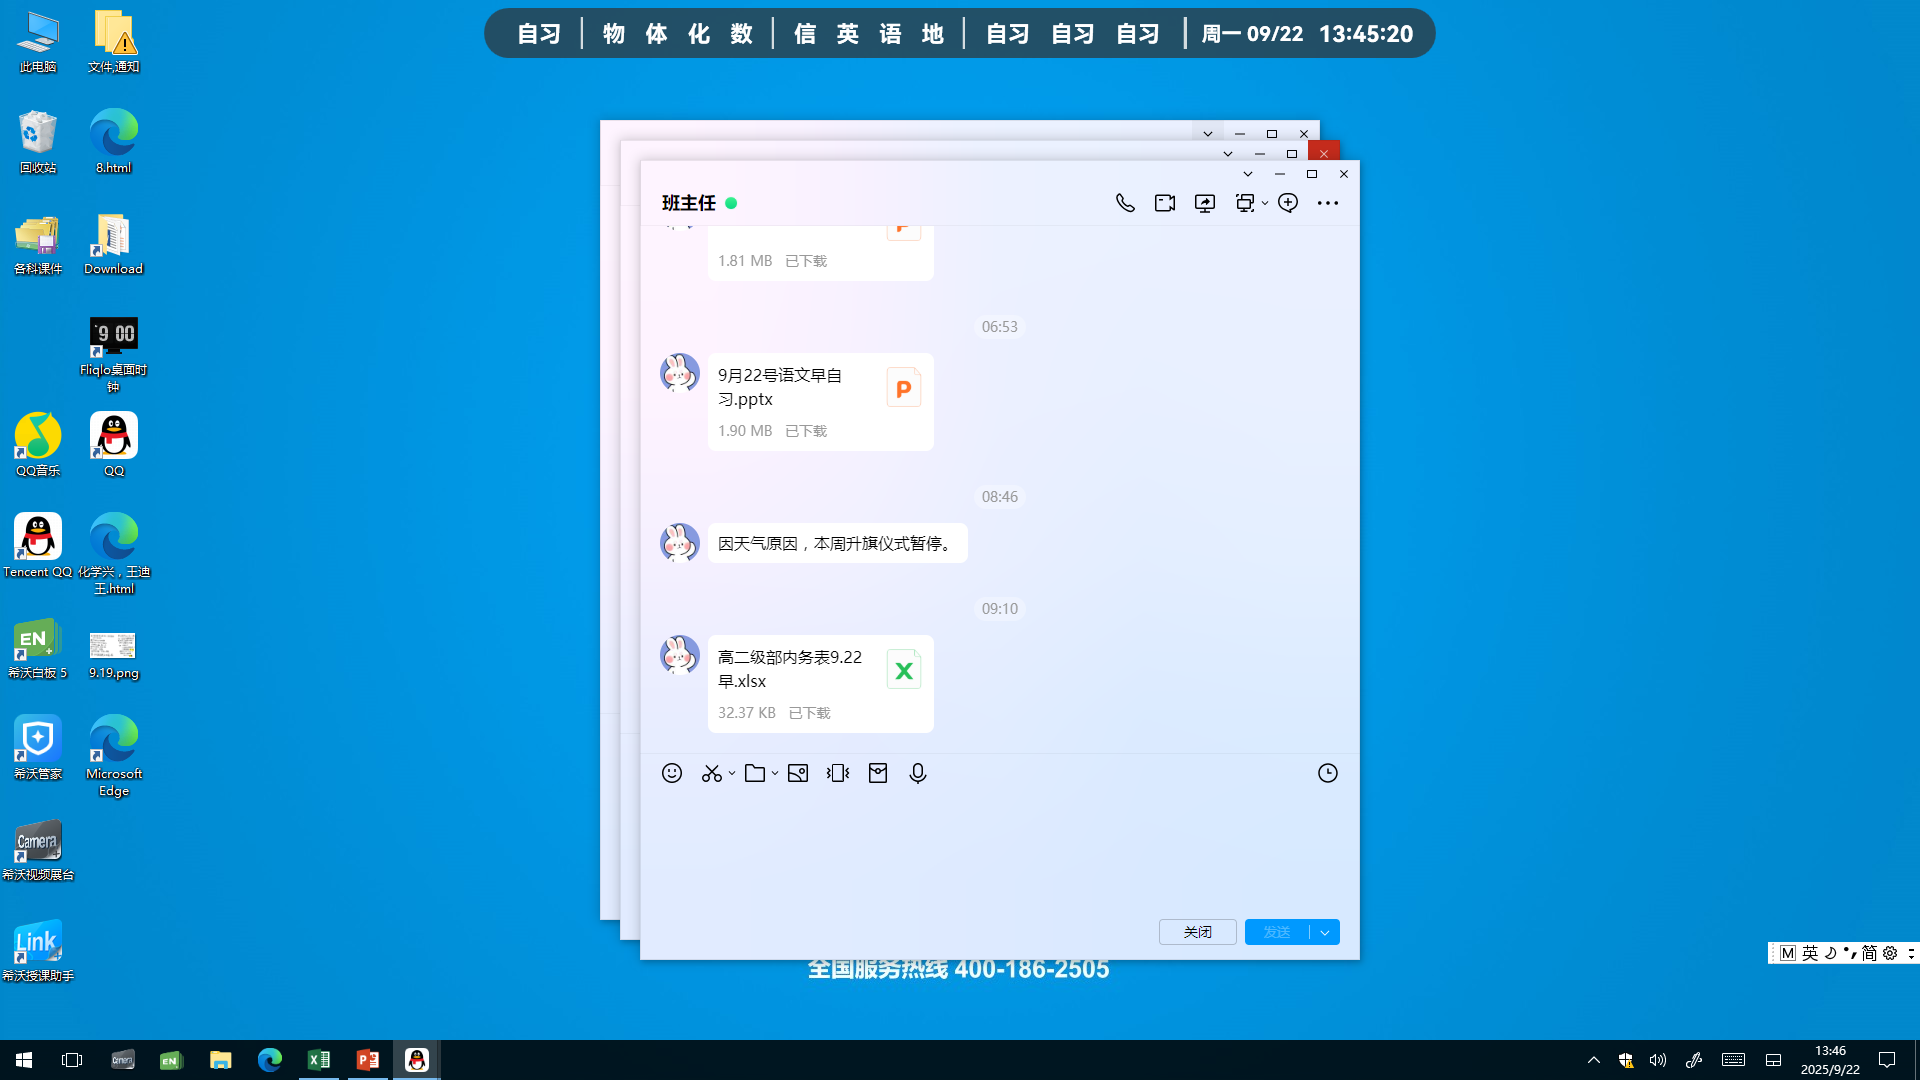 自习 物 体 化 数 信 英 语 地 自习 自习 自习 周一 09/22 13:45:20
此电脑
文件,通知
回收站
8.html
各科课件
Download
9 00
Fliqlo桌面时
钟
QQ音乐
QQ
Tencent QQ
化学兴，王迪
王.html
EN
希沃白板 5
9.19.png
希沃管家
Microsoft
Edge
Camera
希沃视频展台
Link
希沃授课助手
班主任
P
1.81 MB 已下载
06:53
9月22号语文早自
习.pptx
P
1.90 MB 已下载
08:46
因天气原因，本周升旗仪式暂停。
09:10
高二级部内务表9.22
早.xlsx
X
32.37 KB 已下载
关闭
发送
全国服务热线 400-186-2505
M 英 简
Camera
EN
13:46
2025/9/22